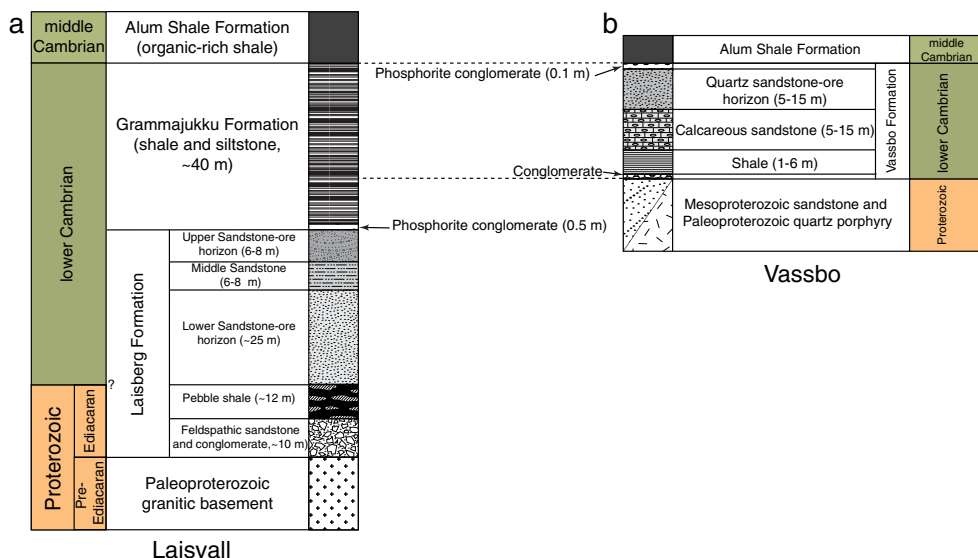 a
middle
Cambrian
Alum Shale Formation
(organic-rich shale)
lower Cambrian
Grammajukku Formation
(shale and siltstone,
~40 m)
Laisberg Formation
Upper Sandstone-ore
horizon (6-8 m)
Middle Sandstone
(6-8 m)
Lower Sandstone-ore
horizon (~25 m)
?
Proterozoic
Ediacaran
Pebble shale (~12 m)
Feldspathic sandstone
and conglomerate,~10 m)
Pre-
Ediacaran
Paleoproterozoic
granitic basement
Laisvall
Phosphorite conglomerate (0.1 m)
Conglomerate
Phosphorite conglomerate (0.5 m)
b
Alum Shale Formation
middle
Cambrian
Quartz sandstone-ore
horizon (5-15 m)
Calcareous sandstone (5-15 m)
Shale (1-6 m)
Vassbo Formation
lower Cambrian
Mesoproterozoic sandstone and
Paleoproterozoic quartz porphyry
Proterozoic
Vassbo